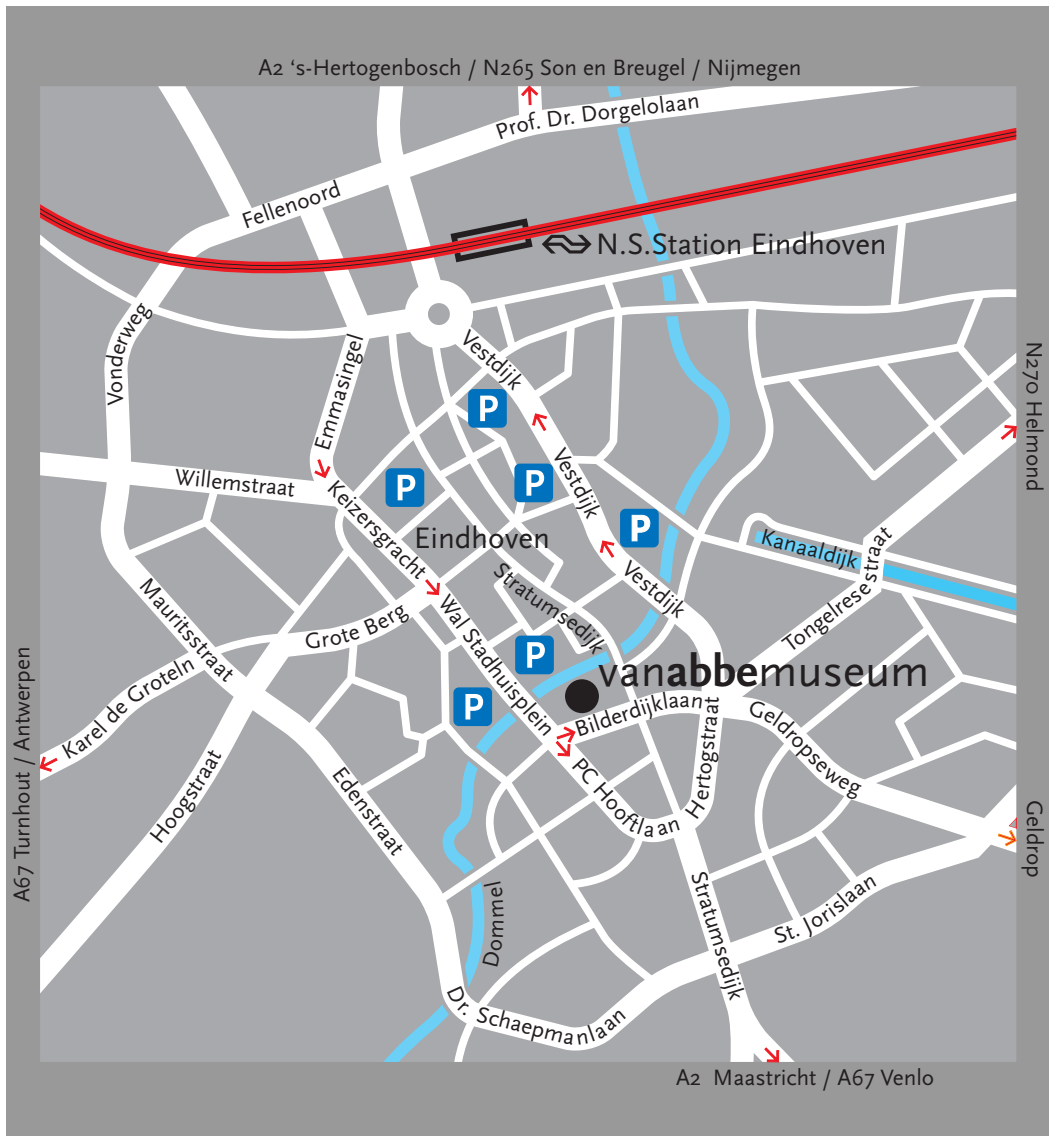 A2 ‘s-Hertogenbosch / N265 Son en Breugel / Nijmegen
Prof. Dr. Dorgelolaan
Fellenoord
N.S.Station Eindhoven
Vonderweg
Emmasingel
Vestdijk
N270 Helmond
P
P
P
P
Vestdijk
Willemstraat
Keizersgracht
Eindhoven
Kanaaldijk
Tongelresestraat
Stratumsedijk
Vestdijk
Mauritsstraat
Grote Berg
Wal Stadhuisplein
P
P
vanabbemuseum
Karel de Groteln
A67 Turnhout / Antwerpen
Bilderdijklaan
Hertogstraat
Geldropseweg
Hoogstraat
Edenstraat
PC Hooftlaan
Geldrop
Stratumsedijk
St. Jorislaan
Dommel
Dr. Schaepmanlaan
A2 Maastricht / A67 Venlo